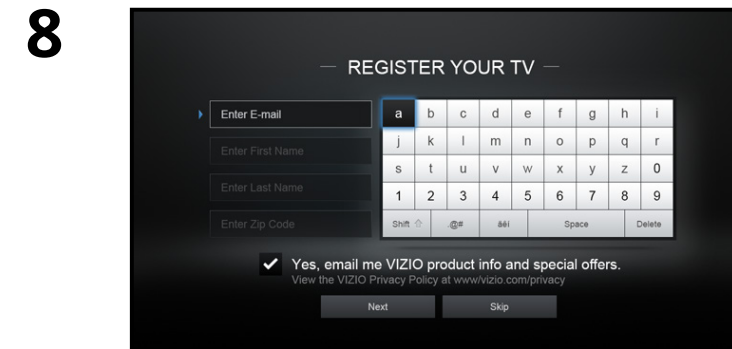 8
REGISTER YOUR TV
Enter E-mail
Enter First Name
Enter Last Name
Enter Zip Code
a b c d e f g h i
j k l m n o p q r
s t u v w x y z 0
1 2 3 4 5 6 7 8 9
Shift .@# äêì Space Delete
Yes, email me VIZIO product info and special offers.
View the VIZIO Privacy Policy at www/vizio.com/privacy
Next Skip